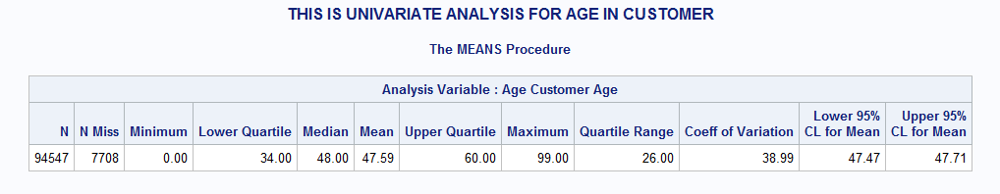 THIS IS UNIVARIATE ANALYSIS FOR AGE IN CUSTOMER
The MEANS Procedure
Analysis Variable : Age Customer Age
N N Miss Minimum Lower Quartile Median Mean Upper Quartile Maximum Quartile Range Coeff of Variation Lower 95% CL for Mean Upper 95% CL for Mean
94547 7708 0.00 34.00 48.00 47.59 60.00 99.00 26.00 38.99 47.47 47.71